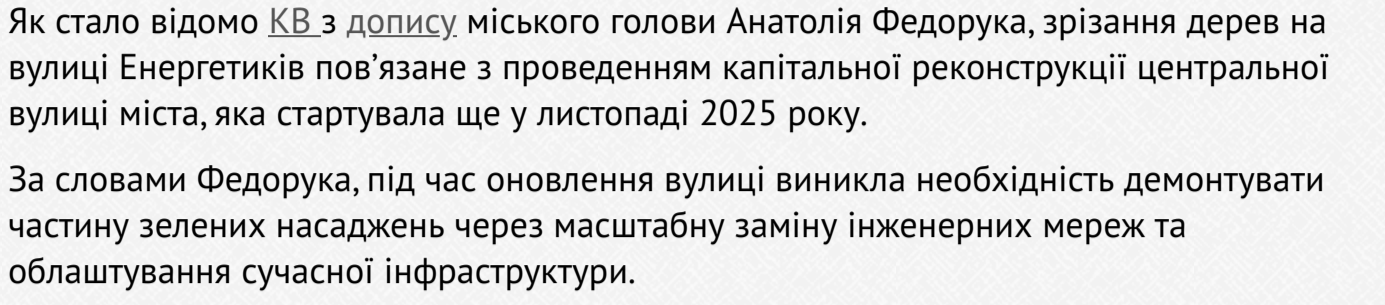 Як стало відомо КВ з допису міського голови Анатолія Федорука, зрізання дерев на
вулиці Енергетиків пов’язане з проведенням капітальної реконструкції центральної
вулиці міста, яка стартувала ще у листопаді 2025 року.
За словами Федорука, під час оновлення вулиці виникла необхідність демонтувати
частину зелених насаджень через масштабну заміну інженерних мереж та
облаштування сучасної інфраструктури.